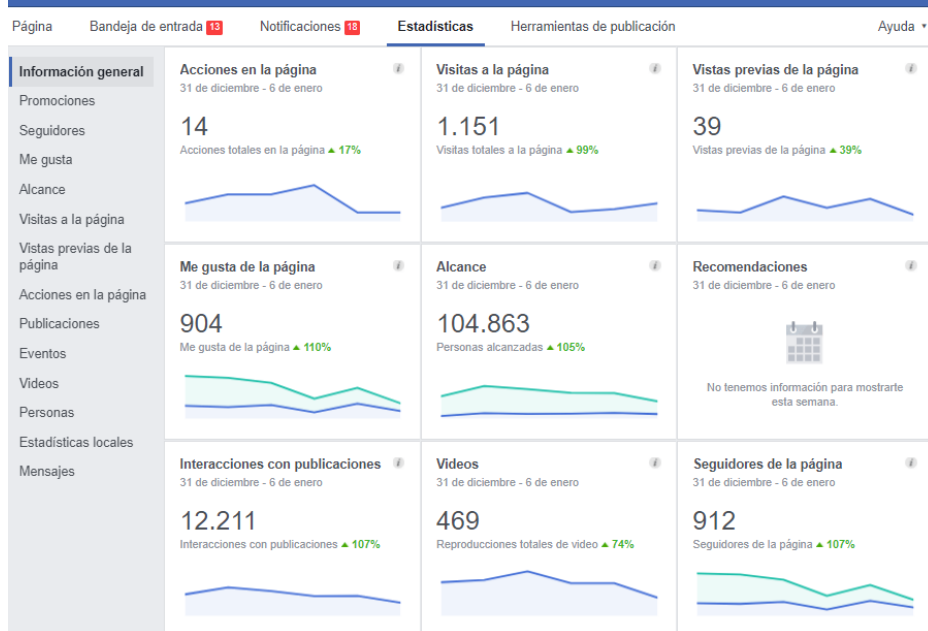 Página
Bandeja de entrada 13
Notificaciones 18
Estadísticas
Herramientas de publicación
Ayuda
Información general
Promociones
Seguidores
Me gusta
Alcance
Visitas a la página
Vistas previas de la
página
Acciones en la página
Publicaciones
Eventos
Videos
Personas
Estadísticas locales
Mensajes
Acciones en la página
31 de diciembre - 6 de enero
14
Acciones totales en la página ▲ 17%
Visitas a la página
31 de diciembre - 6 de enero
1.151
Visitas totales a la página ▲ 99%
Vistas previas de la página
31 de diciembre - 6 de enero
39
Vistas previas de la página ▲ 39%
Me gusta de la página
31 de diciembre - 6 de enero
904
Me gusta de la página ▲ 110%
Alcance
31 de diciembre - 6 de enero
104.863
Personas alcanzadas ▲ 105%
Recomendaciones
31 de diciembre - 6 de enero
No tenemos información para mostrarte
esta semana.
Interacciones con publicaciones
31 de diciembre - 6 de enero
12.211
Interacciones con publicaciones ▲ 107%
Videos
31 de diciembre - 6 de enero
469
Reproducciones totales de video ▲ 74%
Seguidores de la página
31 de diciembre - 6 de enero
912
Seguidores de la página ▲ 107%